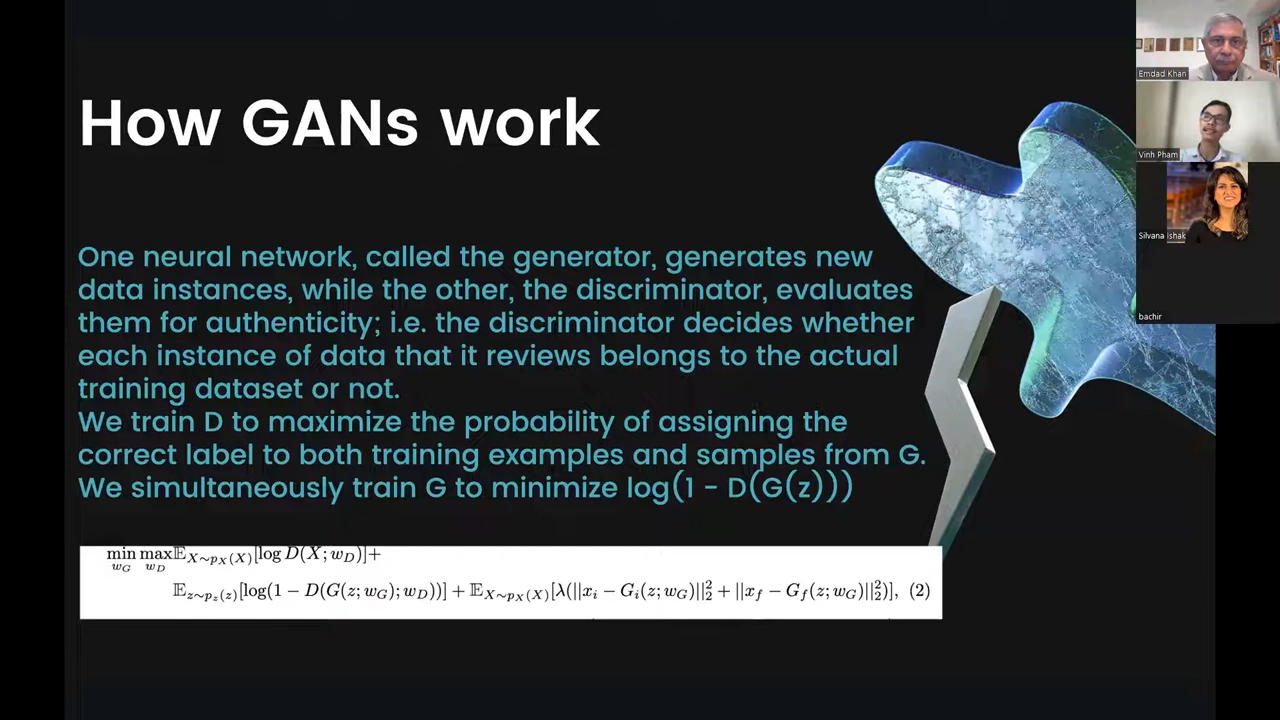 How GANs work
One neural network, called the generator, generates new
data instances, while the other, the discriminator, evaluates
them for authenticity; i.e. the discriminator decides whether
each instance of data that it reviews belongs to the actual
training dataset or not.
We train D to maximize the probability of assigning the
correct label to both training examples and samples from G.
We simultaneously train G to minimize log(1 - D(G(z)))
min_{w_G} max_{w_D} 𝔼_{X∼p_X(X)}[log D(X; w_D)]+
𝔼_{z∼p_z(z)}[log(1 − D(G(z; w_G); w_D))] + 𝔼_{X∼p_X(X)}[λ(||x_i − G_i(z; w_G)||_2^2 + ||x_f − G_f(z; w_G)||_2^2)], (2)
Emdad Khan
Vinh Pham
Silvana Ishak
bachir